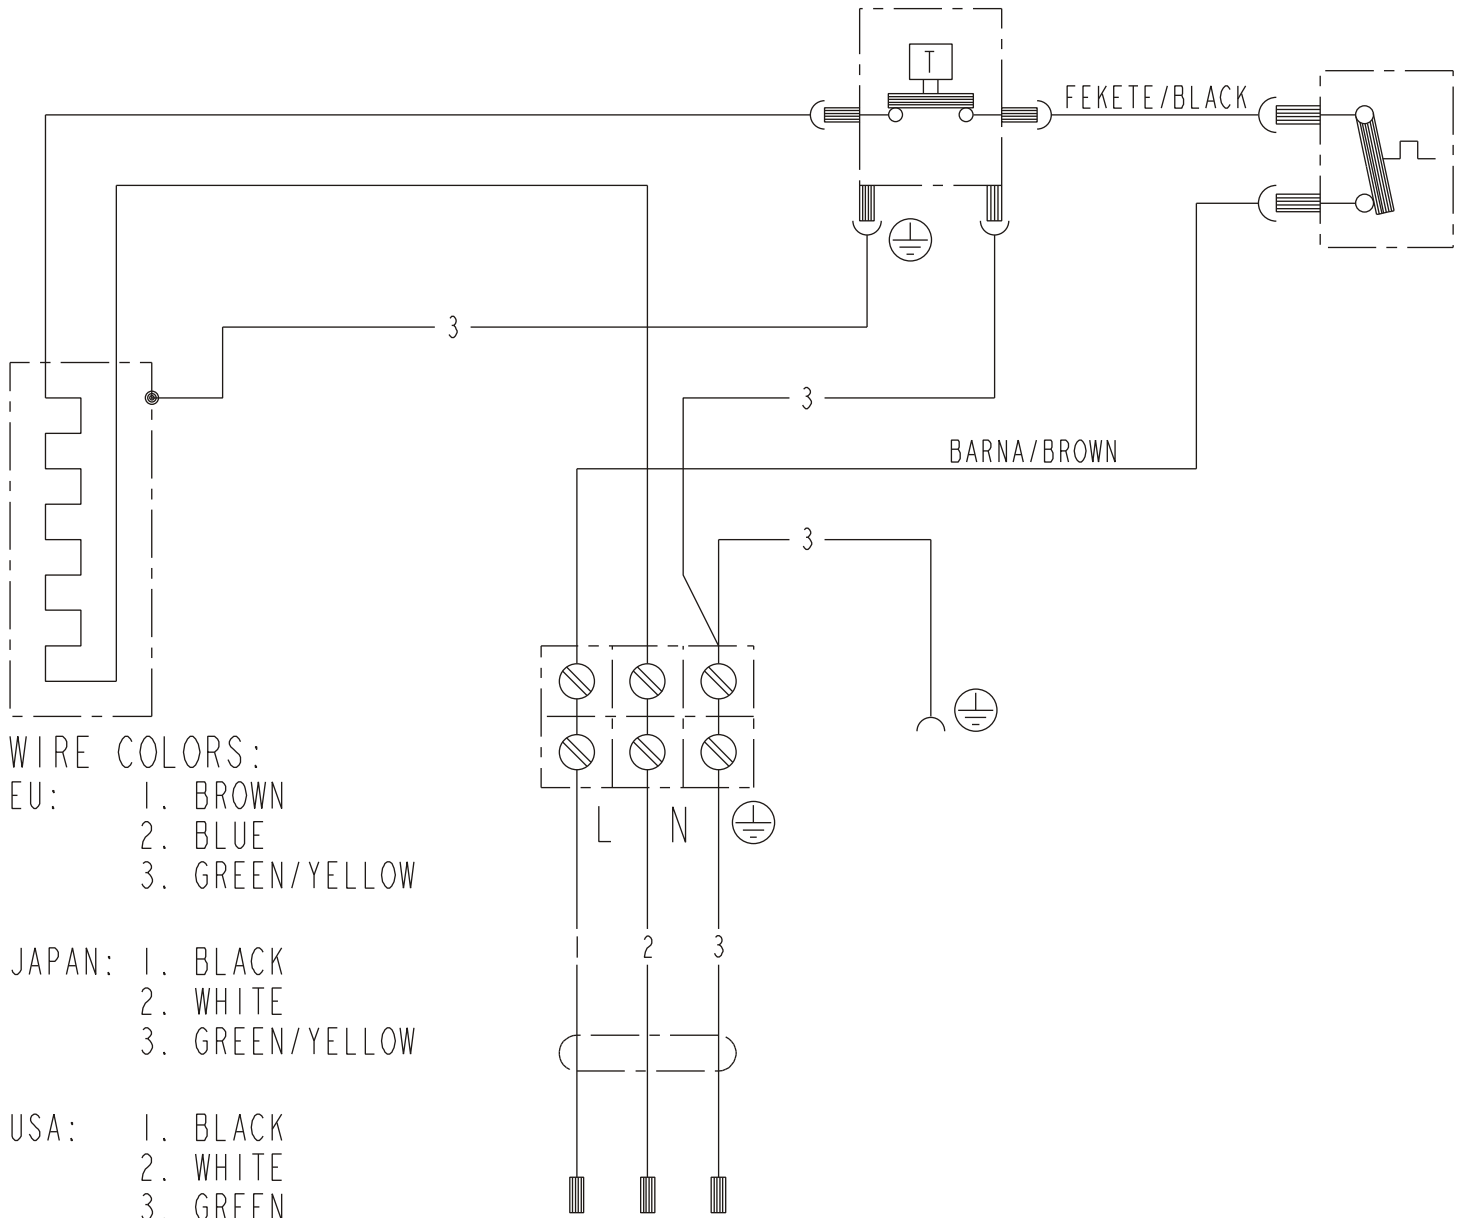 T
FEKETE/BLACK
3
3
BARNA/BROWN
3
L N
1 2 3
WIRE COLORS:
EU: 1. BROWN
2. BLUE
3. GREEN/YELLOW
JAPAN: 1. BLACK
2. WHITE
3. GREEN/YELLOW
USA: 1. BLACK
2. WHITE
3. GREEN